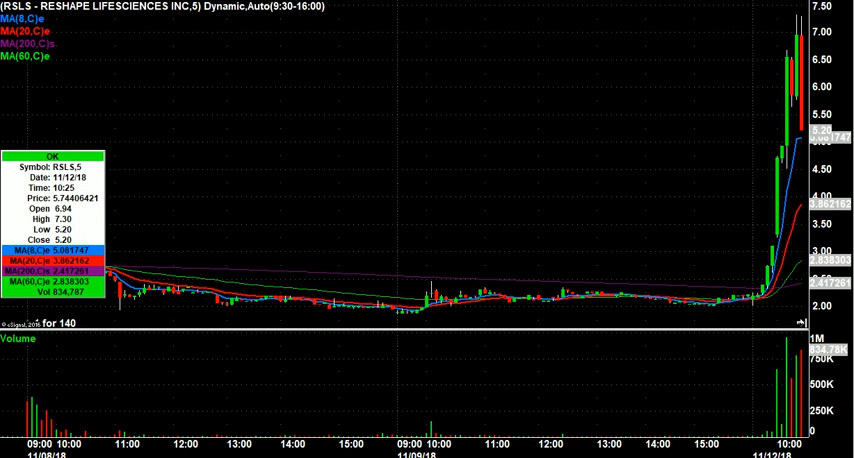 (RSLS - RESHAPE LIFESCIENCES INC,5) Dynamic,Auto(9:30-16:00)
MA(8,C)e
MA(20,C)e
MA(200,C)s
MA(60,C)e
7.50
7.00
6.50
6.00
5.50
5.20
5.081747
4.50
4.00
3.862162
3.50
3.00
2.838303
2.50
2.417261
2.00
OK
Symbol: RSLS,5
Date: 11/12/18
Time: 10:25
Price: 5.74406421
Open 6.94
High 7.30
Low 5.20
Close 5.20
MA(8,C)e 5.081747
MA(20,C)e 3.862162
MA(200,C)s 2.417261
MA(60,C)e 2.838303
Vol 834,787
© eSignal, 2016
for 140
Volume
1M
834.78K
750K
500K
250K
0
09:00 10:00 11:00 12:00 13:00 14:00 15:00 09:00 10:00 11:00 12:00 13:00 14:00 15:00 10:00
11/08/18 11/09/18 11/12/18